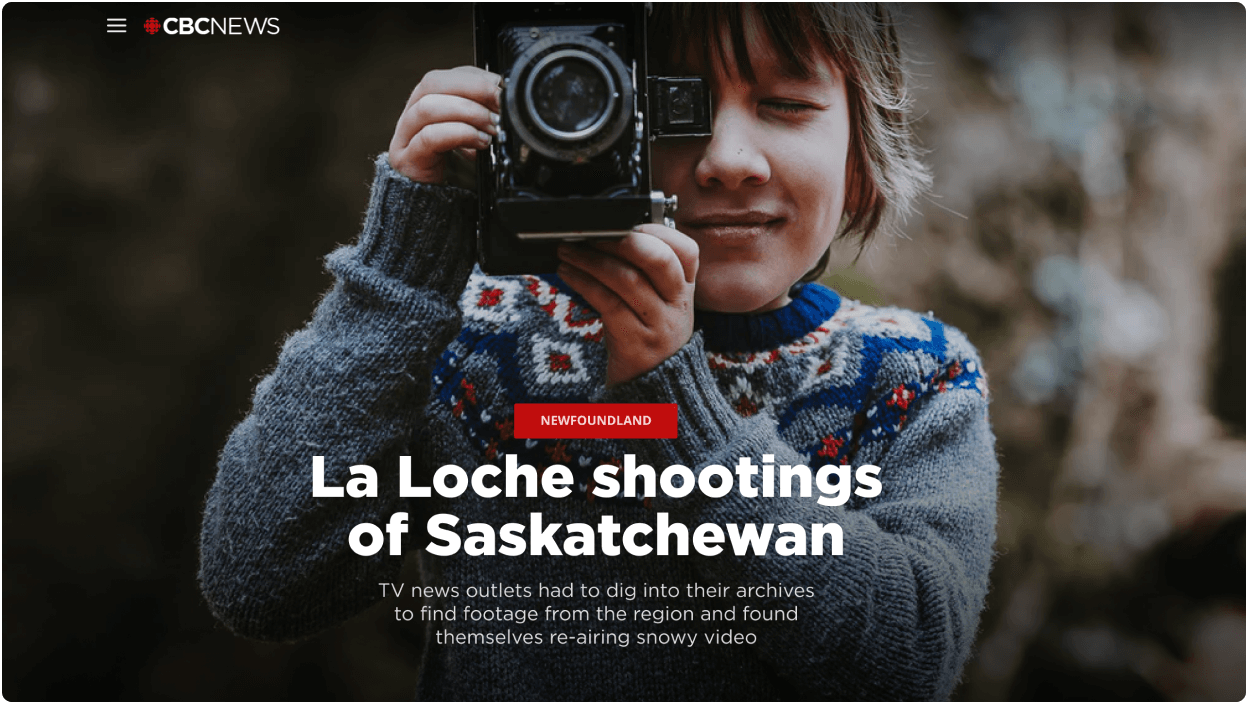 CBCNEWS
NEWFOUNDLAND
La Loche shootings
of Saskatchewan
TV news outlets had to dig into their archives
to find footage from the region and found
themselves re-airing snowy video